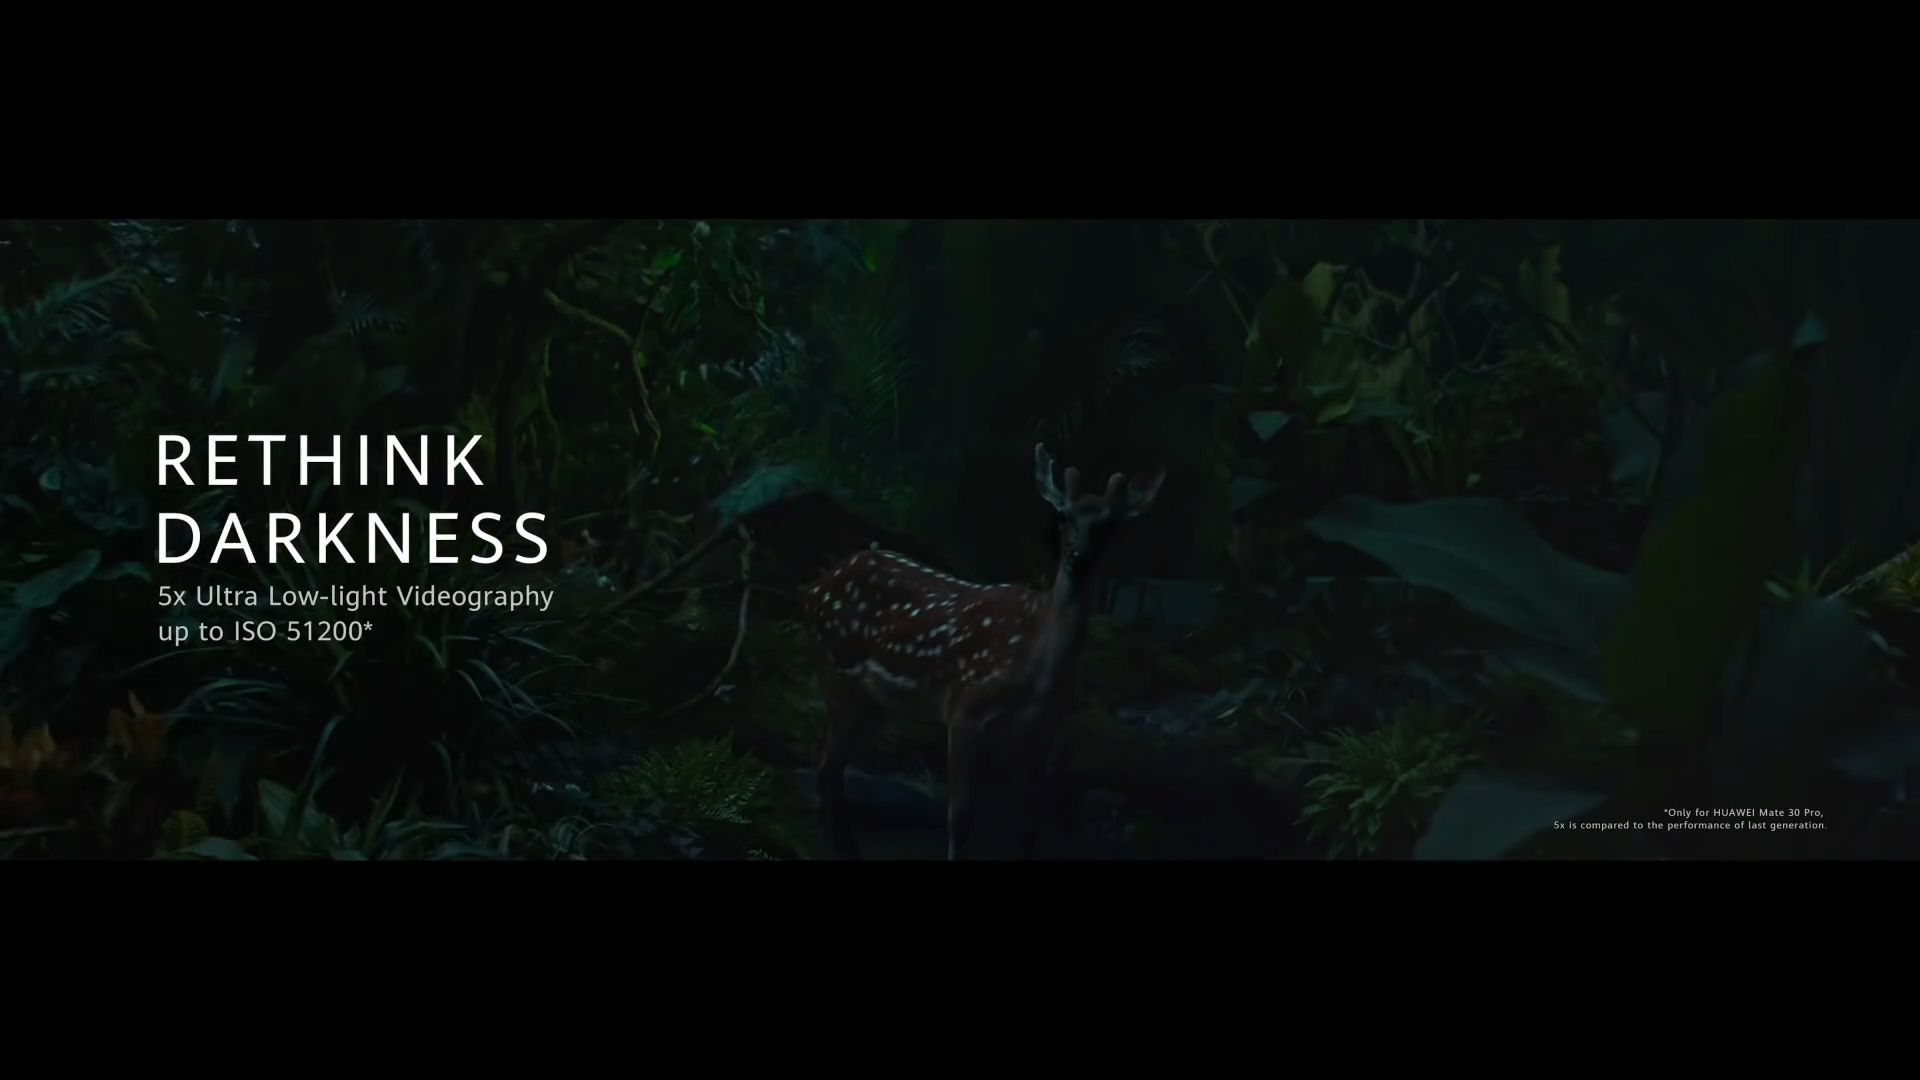 RETHINK
DARKNESS
5x Ultra Low-light Videography
up to ISO 51200*
*Only for HUAWEI Mate 30 Pro,
5x is compared to the performance of last generation.